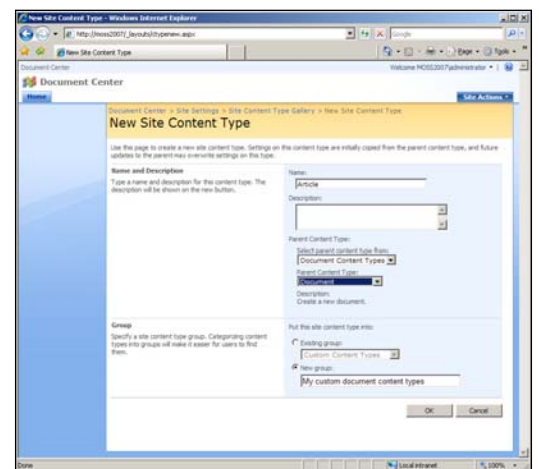 New Site Content Type - Windows Internet Explorer
http://moss2007/_layouts/ctypenew.aspx
Google
New Site Content Type
Page
Tools
Document Center
Welcome MOSS2007\administrator
Document Center
Home
Site Actions
Document Center > Site Settings > Site Content Type Gallery > New Site Content Type
New Site Content Type
Use this page to create a new site content type. Settings on this content type are initially copied from the parent content type, and future
updates to the parent may overwrite settings on this type.
Name and Description
Type a name and description for this content type. The
description will be shown on the new button.
Name:
Article
Description:
Parent Content Type:
Select parent content type from:
Document Content Types
Parent Content Type:
Document
Description:
Create a new document.
Group
Specify a site content type group. Categorizing content
types into groups will make it easier for users to find
them.
Put this site content type into:
Existing group:
Custom Content Types
New group:
My custom document content types
OK
Cancel
Done
Local intranet
100%